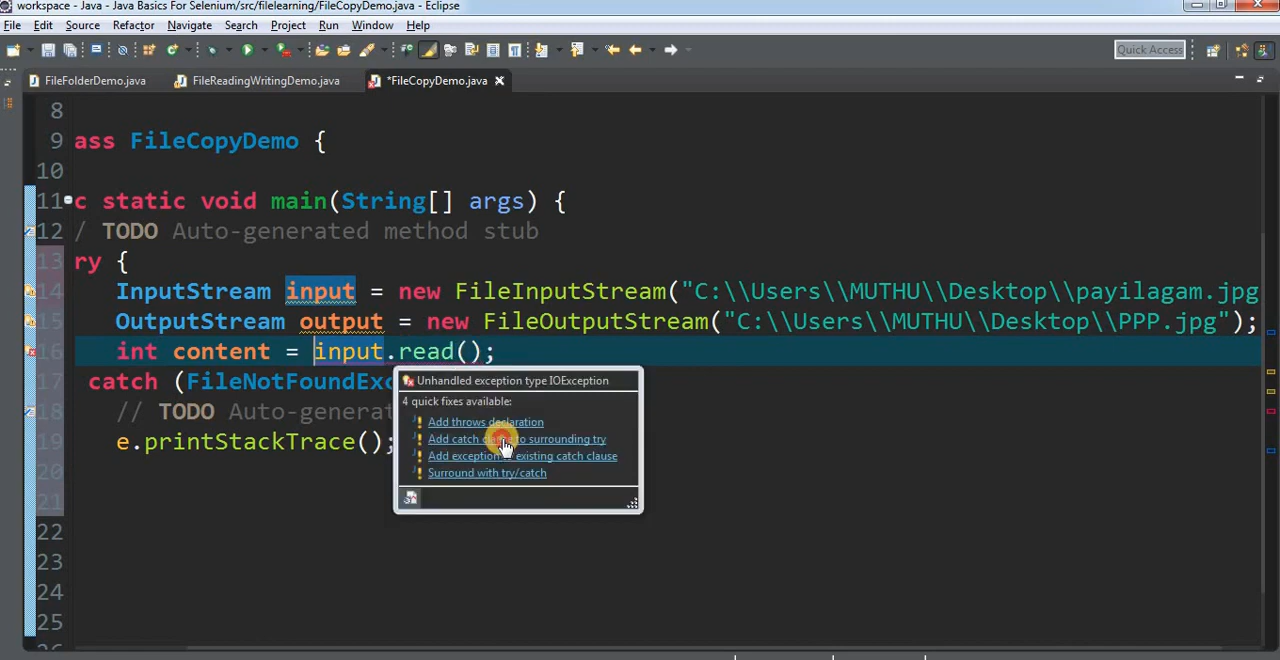 workspace - Java - Java Basics For Selenium/src/filelearning/FileCopyDemo.java - Eclipse
File Edit Source Refactor Navigate Search Project Run Window Help
Quick Access
FileFolderDemo.java FileReadingWritingDemo.java *FileCopyDemo.java
8
9 ass FileCopyDemo {
10
11 c static void main(String[] args) {
12 / TODO Auto-generated method stub
13 ry {
14 InputStream input = new FileInputStream("C:\\Users\\MUTHU\\Desktop\\payilagam.jpg
15 OutputStream output = new FileOutputStream("C:\\Users\\MUTHU\\Desktop\\PPP.jpg");
16 int content = input.read();
17 catch (FileNotFoundExc
18 // TODO Auto-generat
19 e.printStackTrace();
20
21
22
23
24
25
26
Unhandled exception type IOException
4 quick fixes available:
Add throws declaration
Add catch clause to surrounding try
Add exception to existing catch clause
Surround with try/catch